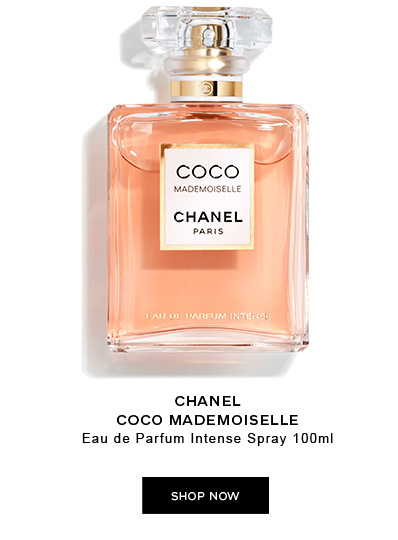 COCO
MADEMOISELLE
CHANEL
PARIS
EAU DE PARFUM INTENSE
CHANEL
COCO MADEMOISELLE
Eau de Parfum Intense Spray 100ml
SHOP NOW